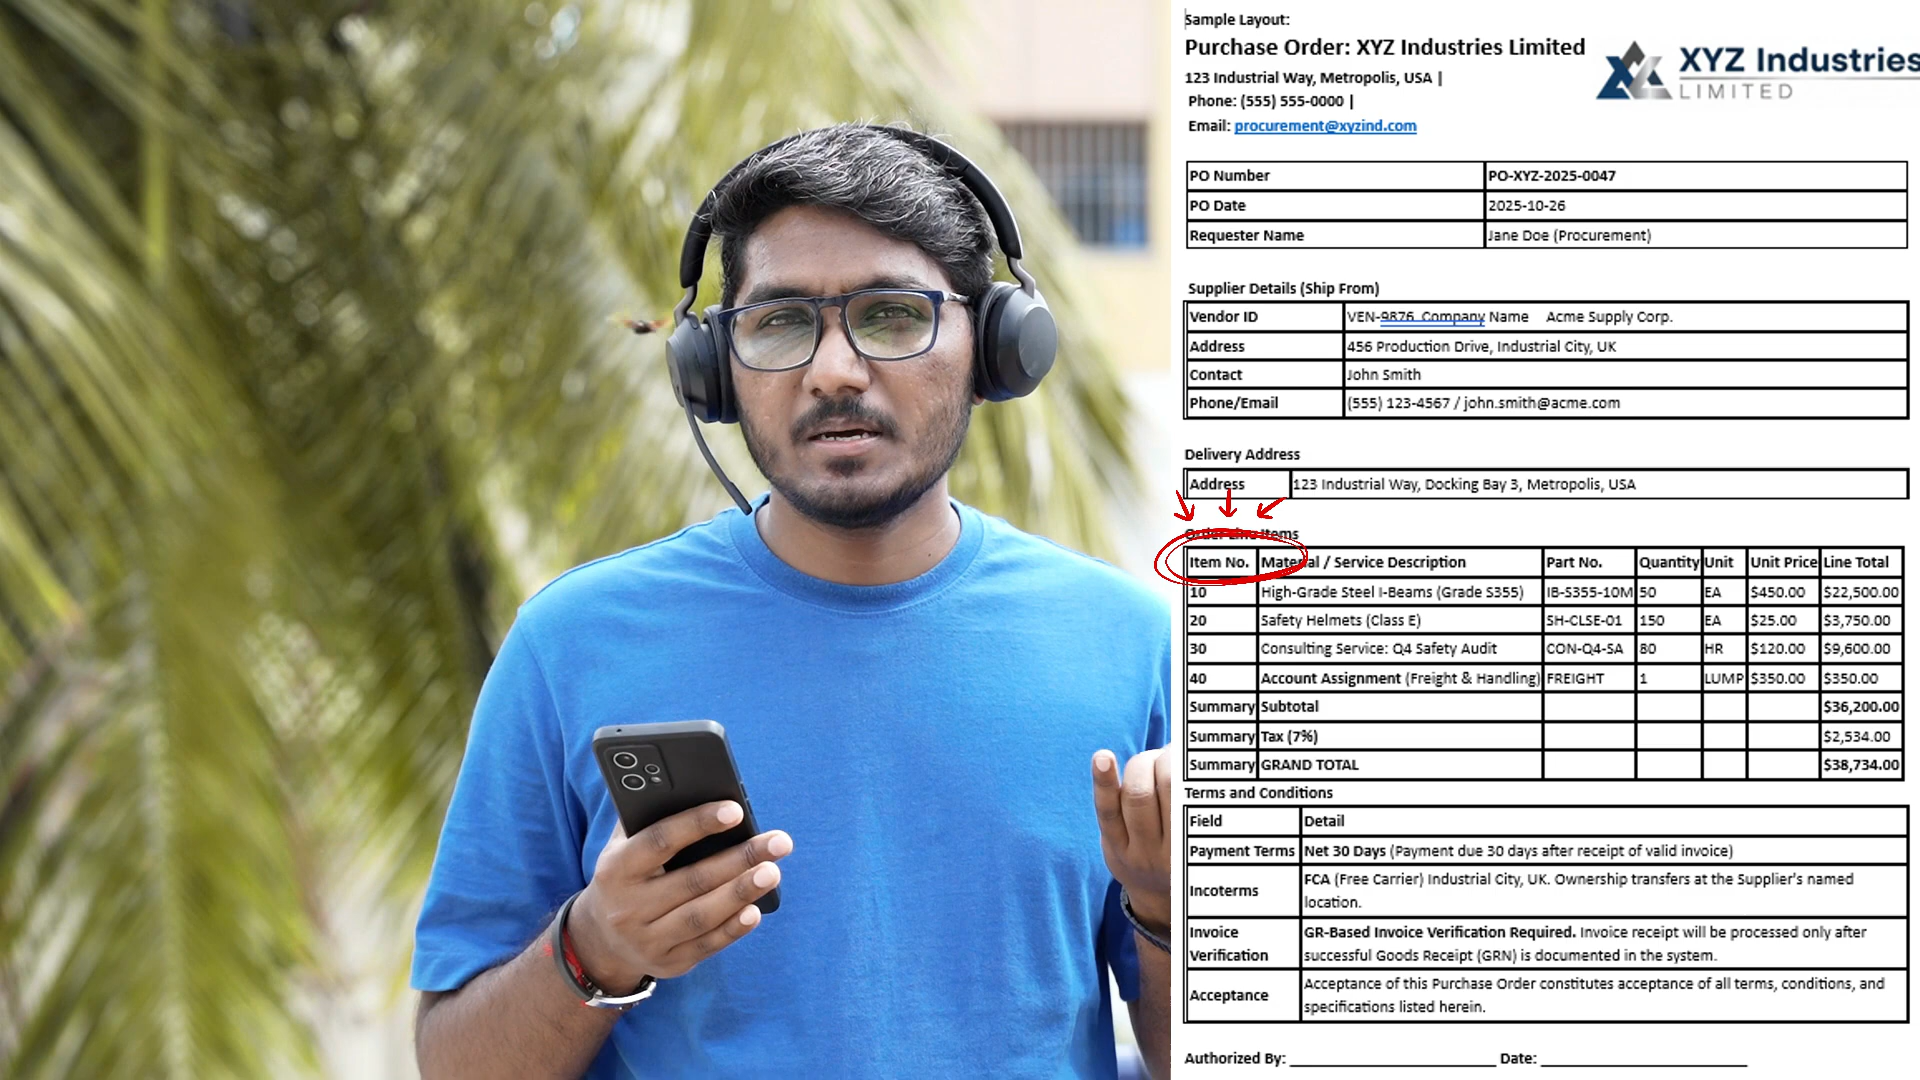 Sample Layout:
Purchase Order: XYZ Industries Limited
XYZ Industries
LIMITED
123 Industrial Way, Metropolis, USA |
Phone: (555) 555-0000 |
Email: procurement@xyzind.com
PO Number PO-XYZ-2025-0047
PO Date 2025-10-26
Requester Name Jane Doe (Procurement)
Supplier Details (Ship From)
Vendor ID VEN-9876 Company Name Acme Supply Corp.
Address 456 Production Drive, Industrial City, UK
Contact John Smith
Phone/Email (555) 123-4567 / john.smith@acme.com
Delivery Address
Address 123 Industrial Way, Docking Bay 3, Metropolis, USA
Order Line Items
Item No. Material / Service Description Part No. Quantity Unit Unit Price Line Total
10 High-Grade Steel I-Beams (Grade S355) IB-S355-10M 50 EA $450.00 $22,500.00
20 Safety Helmets (Class E) SH-CLSE-01 150 EA $25.00 $3,750.00
30 Consulting Service: Q4 Safety Audit CON-Q4-SA 80 HR $120.00 $9,600.00
40 Account Assignment (Freight & Handling) FREIGHT 1 LUMP $350.00 $350.00
Summary Subtotal $36,200.00
Summary Tax (7%) $2,534.00
Summary GRAND TOTAL $38,734.00
Terms and Conditions
Field Detail
Payment Terms Net 30 Days (Payment due 30 days after receipt of valid invoice)
Incoterms FCA (Free Carrier) Industrial City, UK. Ownership transfers at the Supplier's named
location.
Invoice Verification GR-Based Invoice Verification Required. Invoice receipt will be processed only after
successful Goods Receipt (GRN) is documented in the system.
Acceptance Acceptance of this Purchase Order constitutes acceptance of all terms, conditions, and
specifications listed herein.
Authorized By: Date: